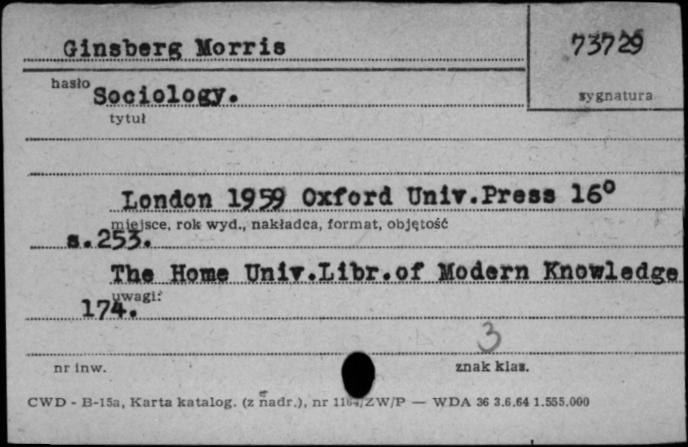 Ginsberg Morris
73729
hasło
Sociology.
sygnatura
tytuł
London 1959 Oxford Univ.Press 16°
miejsce, rok wyd., nakładca, format, objętość
s.253.
The Home Univ.Libr.of Modern Knowledge
uwagi:
174.
3
nr inw.
znak klas.
CWD - B-15a, Karta katalog. (z nadr.), nr /ZW/P — WDA 36 3.6.64 1.555.000